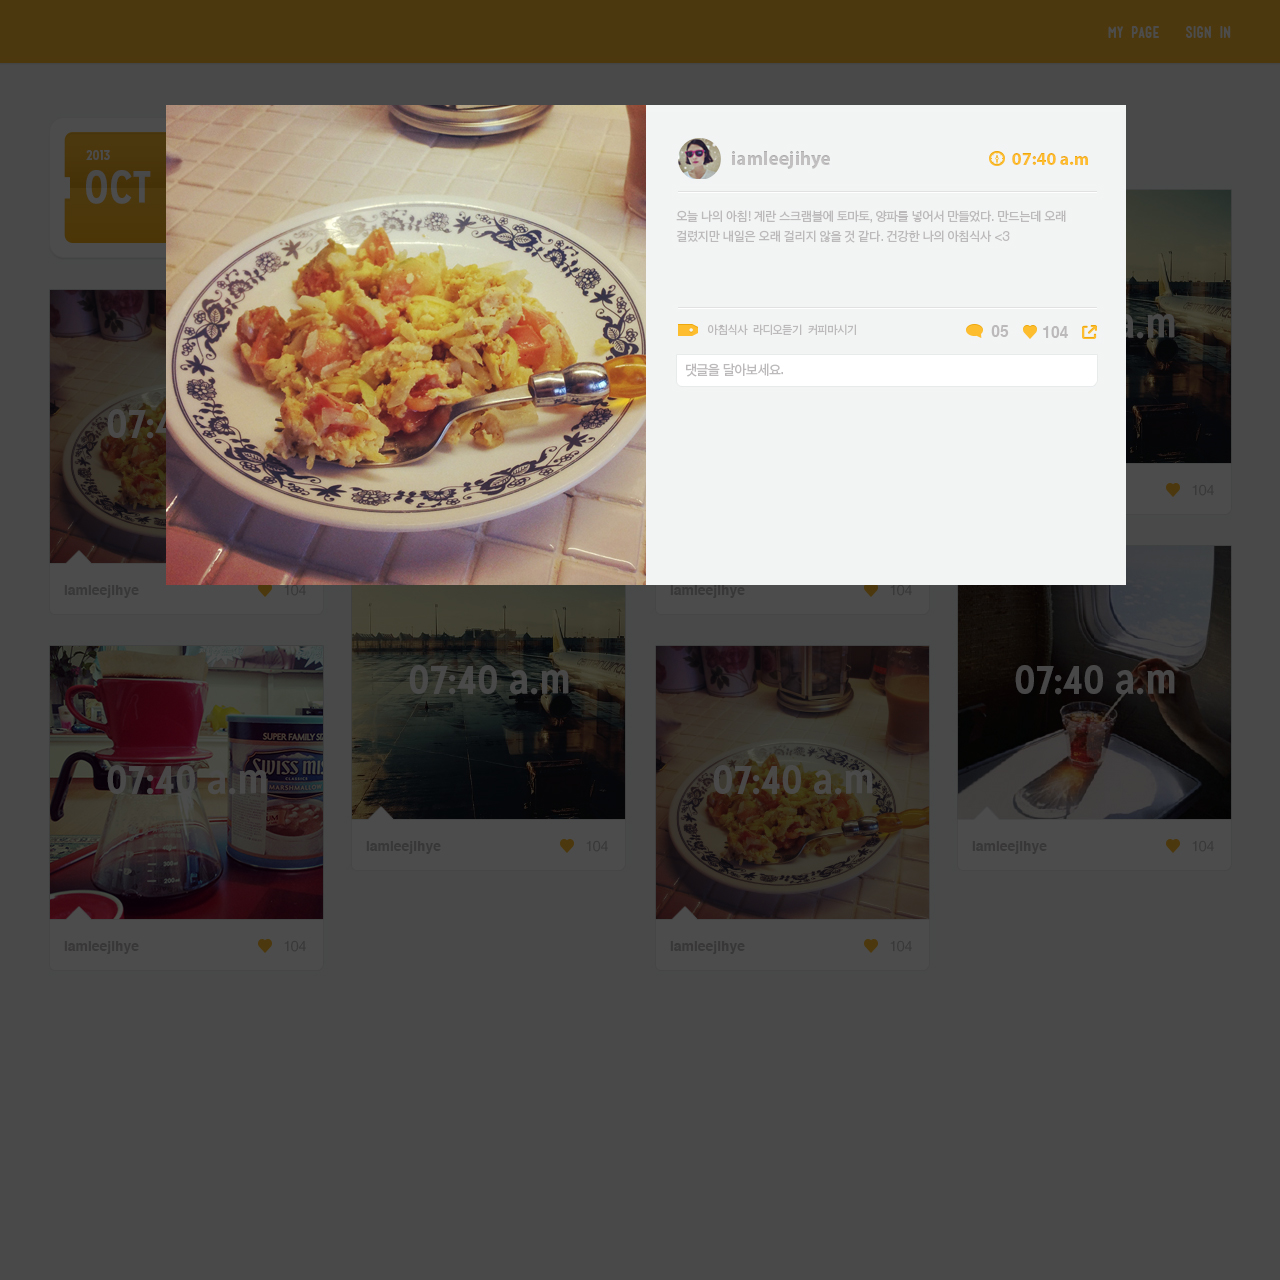 MY PAGE SIGN IN
2013
OCT
iamleejihye
07:40 a.m
오늘 나의 아침! 계란 스크램블에 토마토, 양파를 넣어서 만들었다. 만드는데 오래
걸렸지만 내일은 오래 걸리지 않을 것 같다. 건강한 나의 아침식사 <3
아침식사 라디오듣기 커피마시기
05 104
댓글을 달아보세요.
07:4
a.m
104
iamleejihye 104
iamleejihye 104
07:40 a.m
07:40 a.m
07:40 a.m
07:40 a.m
SUPER FAMILY
SWISS MI
CLASSICS
MARSHMALLO
iamleejihye 104
iamleejihye 104
iamleejihye 104
iamleejihye 104